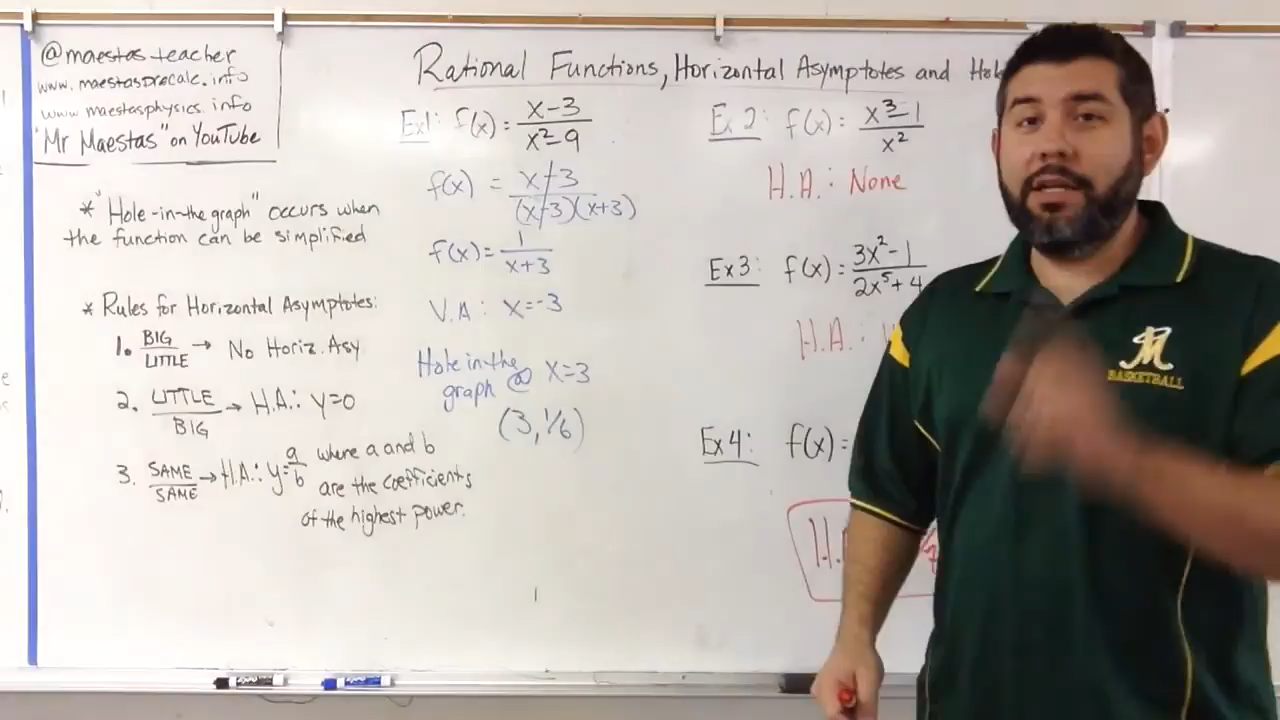 @maestas_teacher
www.maestasprecalc.info
www.maestasphysics.info
"Mr Maestas" on YouTube
* "Hole-in-the graph" occurs when
the function can be simplified
* Rules for Horizontal Asymptotes:
1. BIG/LITTLE → No Horiz. Asy
2. LITTLE/BIG → H.A.: y=0
3. SAME/SAME → H.A.: y=a/b where a and b
are the coefficients
of the highest power.
Rational Functions, Horizontal Asymptotes and
Ex1: f(x) = (x-3)/(x²-9)
f(x) = (x-3)/((x-3)(x+3))
f(x) = 1/(x+3)
V.A: x=-3
Hole in the
graph @ x=3
(3, 1/6)
Ex 2: f(x) = (x³-1)/x²
H.A.: None
Ex3: f(x) = (3x²-1)/(2x⁵+4
H.A.:
Ex4: f(x) =
H.
M
BASKETBALL